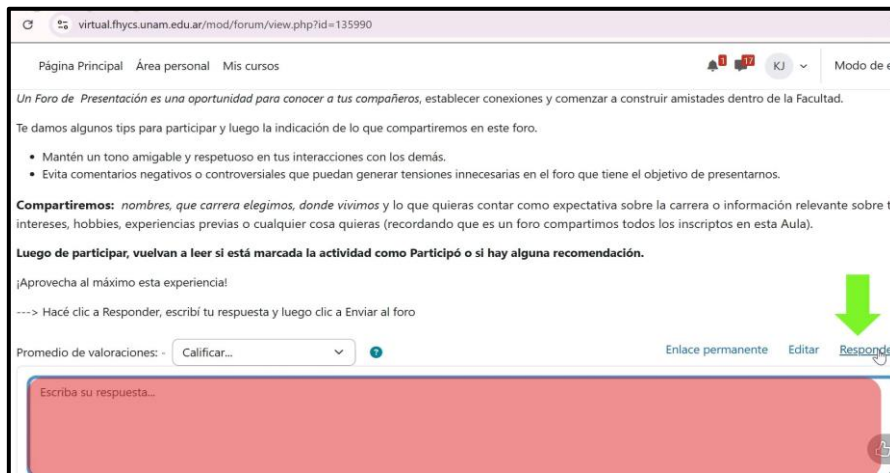 virtual.fhycs.unam.edu.ar/mod/forum/view.php?id=135990
Página Principal Área personal Mis cursos 1 17 KJ Modo de e
Un Foro de Presentación es una oportunidad para conocer a tus compañeros, establecer conexiones y comenzar a construir amistades dentro de la Facultad.
Te damos algunos tips para participar y luego la indicación de lo que compartiremos en este foro.
• Mantén un tono amigable y respetuoso en tus interacciones con los demás.
• Evita comentarios negativos o controversiales que puedan generar tensiones innecesarias en el foro que tiene el objetivo de presentarnos.
Compartiremos: nombres, que carrera elegimos, donde vivimos y lo que quieras contar como expectativa sobre la carrera o información relevante sobre t
intereses, hobbies, experiencias previas o cualquier cosa quieras (recordando que es un foro compartimos todos los inscriptos en esta Aula).
Luego de participar, vuelvan a leer si está marcada la actividad como Participó o si hay alguna recomendación.
¡Aprovecha al máximo esta experiencia!
---> Hacé clic a Responder, escribí tu respuesta y luego clic a Enviar al foro
Promedio de valoraciones: - Calificar... ? Enlace permanente Editar Responde
Escriba su respuesta...